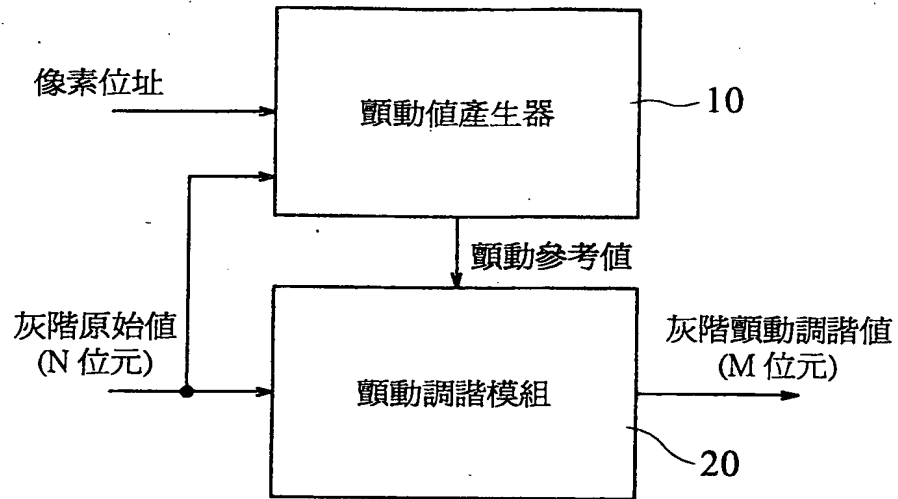 像素位址
顫動值產生器
10
顫動參考值
灰階原始值
(N 位元)
顫動調諧模組
灰階顫動調諧值
(M 位元)
20